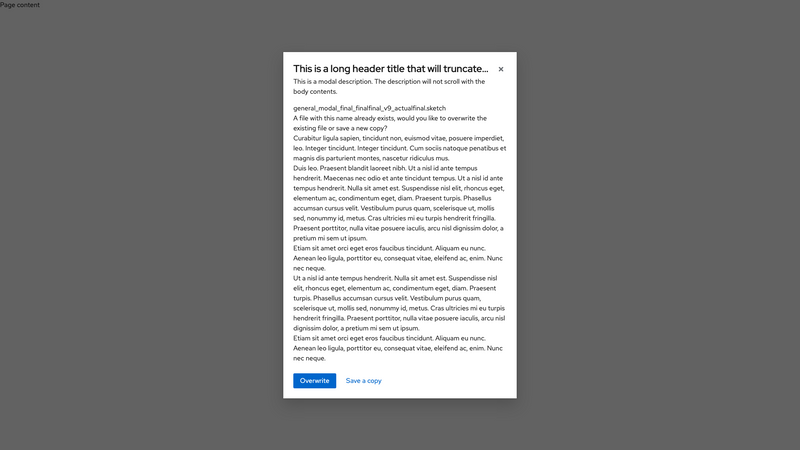 Page content
This is a long header title that will truncate...
This is a modal description. The description will not scroll with the
body contents.
general_modal_final_finalfinal_v9_actualfinal.sketch
A file with this name already exists, would you like to overwrite the
existing file or save a new copy?
Curabitur ligula sapien, tincidunt non, euismod vitae, posuere imperdiet,
leo. Integer tincidunt. Integer tincidunt. Cum sociis natoque penatibus et
magnis dis parturient montes, nascetur ridiculus mus.
Duis leo. Praesent blandit laoreet nibh. Ut a nisl id ante tempus
hendrerit. Maecenas nec odio et ante tincidunt tempus. Ut a nisl id ante
tempus hendrerit. Nulla sit amet est. Suspendisse nisl elit, rhoncus eget,
elementum ac, condimentum eget, diam. Praesent turpis. Phasellus
accumsan cursus velit. Vestibulum purus quam, scelerisque ut, mollis
sed, nonummy id, metus. Cras ultricies mi eu turpis hendrerit fringilla.
Praesent porttitor, nulla vitae posuere iaculis, arcu nisl dignissim dolor, a
pretium mi sem ut ipsum.
Etiam sit amet orci eget eros faucibus tincidunt. Aliquam eu nunc.
Aenean leo ligula, porttitor eu, consequat vitae, eleifend ac, enim. Nunc
nec neque.
Ut a nisl id ante tempus hendrerit. Nulla sit amet est. Suspendisse nisl
elit, rhoncus eget, elementum ac, condimentum eget, diam. Praesent
turpis. Phasellus accumsan cursus velit. Vestibulum purus quam,
scelerisque ut, mollis sed, nonummy id, metus. Cras ultricies mi eu turpis
hendrerit fringilla. Praesent porttitor, nulla vitae posuere iaculis, arcu nisl
dignissim dolor, a pretium mi sem ut ipsum.
Etiam sit amet orci eget eros faucibus tincidunt. Aliquam eu nunc.
Aenean leo ligula, porttitor eu, consequat vitae, eleifend ac, enim. Nunc
nec neque.
Overwrite
Save a copy